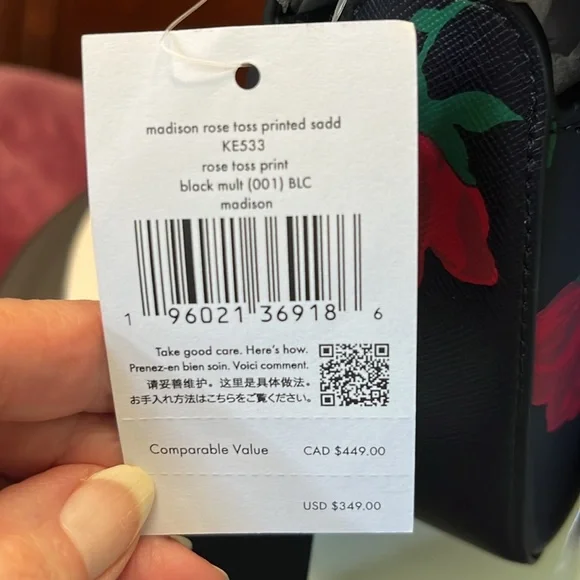 madison rose toss printed sadd
KE533
rose toss print
black mult (001) BLC
madison
1 96021 36918 6
Take good care. Here's how.
Prenez-en bien soin. Voici comment.
请妥善维护。这里是具体做法。
お手入れ方法はこちらをご覧ください。
Comparable Value CAD $449.00
USD $349.00